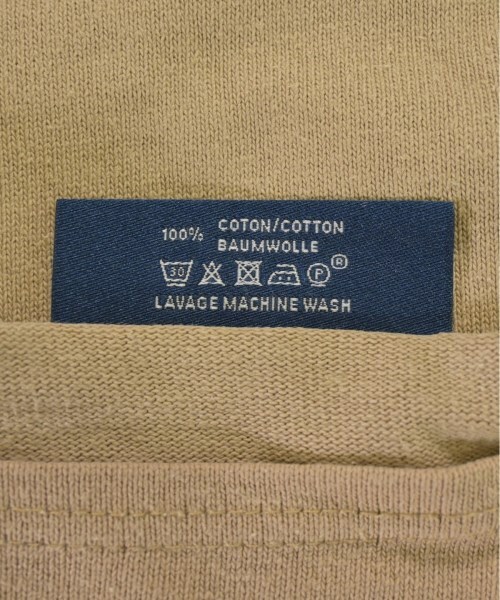 100% COTON/COTTON
BAUMWOLLE
30 P ®
LAVAGE MACHINE WASH